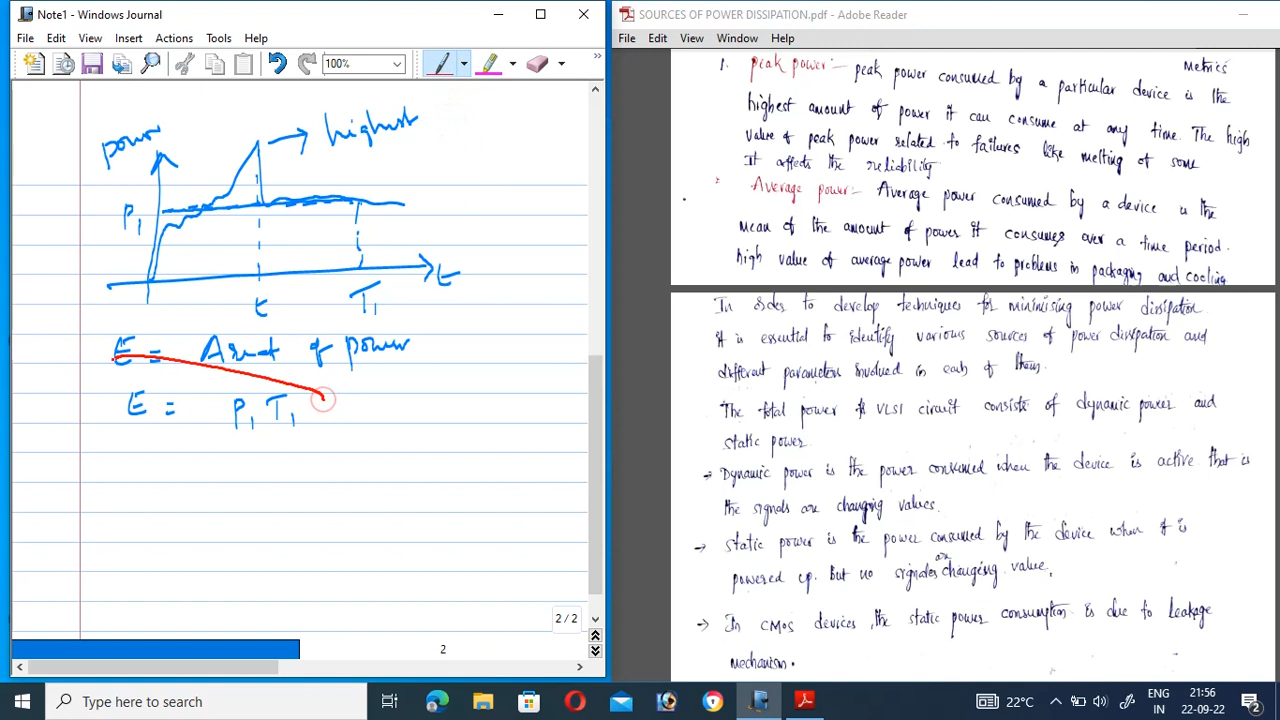 Note1 - Windows Journal
File Edit View Insert Actions Tools Help
100%
power
highest
P1
t
t
T1
E = Amt of power
E = P1 T1
2/2
2
SOURCES OF POWER DISSIPATION.pdf - Adobe Reader
File Edit View Window Help
Metrics
1. peak power:- peak power consumed by a particular device is the
highest amount of power it can consume at any time. The high
value of peak power related to failures like melting of some
It affects the reliability
Average power:- Average power consumed by a device is the
mean of the amount of power it consumes over a time period.
high value of average power lead to problems in packaging and cooling
In order to develop techniques for minimising power dissipation
it is essential to identify various sources of power dissipation and
different parameters involved in each of them.
The total power of VLSI circuit consists of dynamic power and
static power
→ Dynamic power is the power consumed when the device is active that is
the signals are changing values.
→ Static power is the power consumed by the device when it is
powered up. but no signals are changing value.
→ In CMOS devices, the static power consumption is due to leakage
mechanism.
Type here to search
22°C
ENG
IN
21:56
22-09-22
2